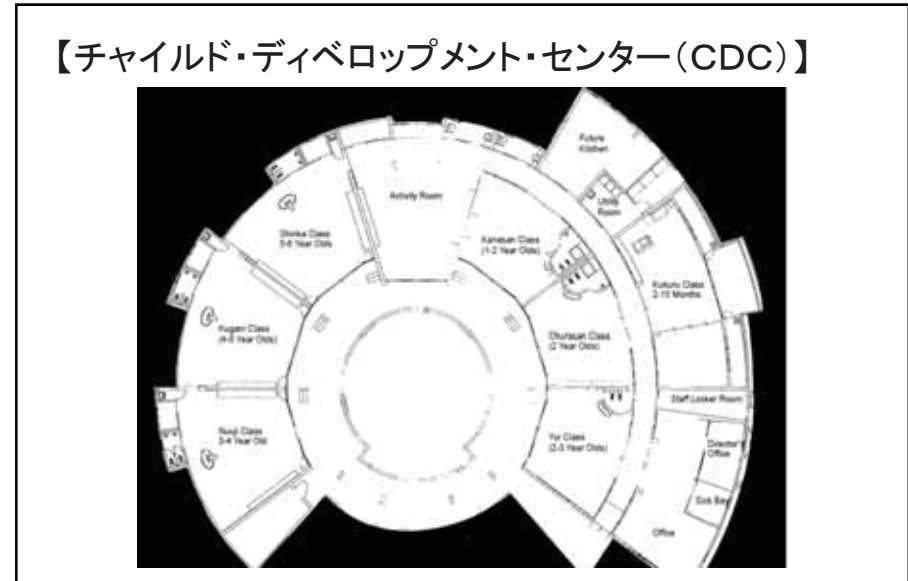 【チャイルド・ディベロップメント・センター(CDC)】
Future
Kitchen
Utility
Room
Activity Room
Shinka Class
5-6 Year Olds
Kanasan Class
(1-2 Year Olds)
Kukuru Class
2-15 Months
Kugani Class
(4-5 Year Olds)
Churasan Class
(2 Year Olds)
Staff Locker Room
Nuuji Class
3-4 Year Old
Yui Class
(2-3 Year Olds)
Director's
Office
Sick Bay
Office